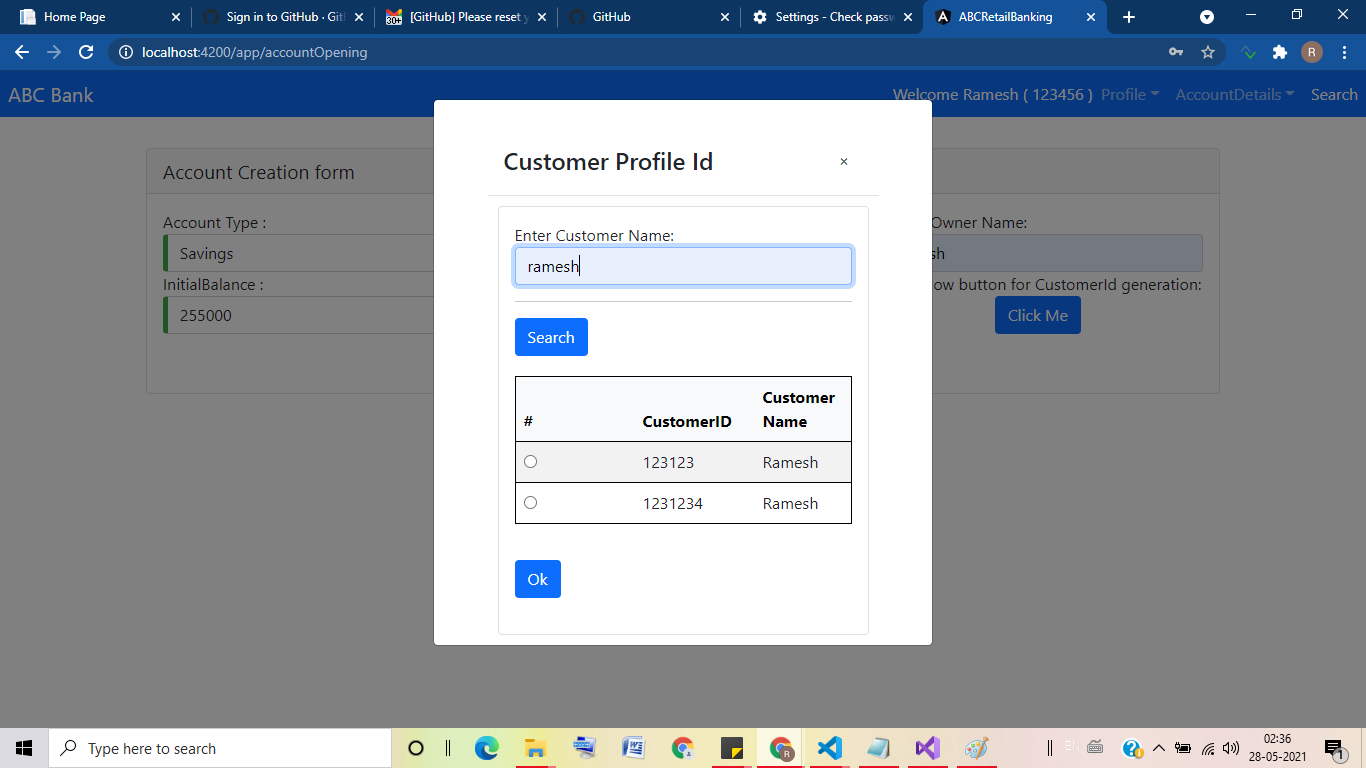 Home Page
Sign in to GitHub · Git
[GitHub] Please reset y
GitHub
Settings - Check passw
ABCRetailBanking
localhost:4200/app/accountOpening
R
ABC Bank
Welcome Ramesh ( 123456 ) Profile AccountDetails Search
Customer Profile Id
×
Account Creation form
Account Type :
Savings
InitialBalance :
255000
Owner Name:
sh
ow button for CustomerId generation:
Click Me
Enter Customer Name:
ramesh
Search
# CustomerID Customer Name
123123 Ramesh
1231234 Ramesh
Ok
Type here to search
02:36
28-05-2021
1